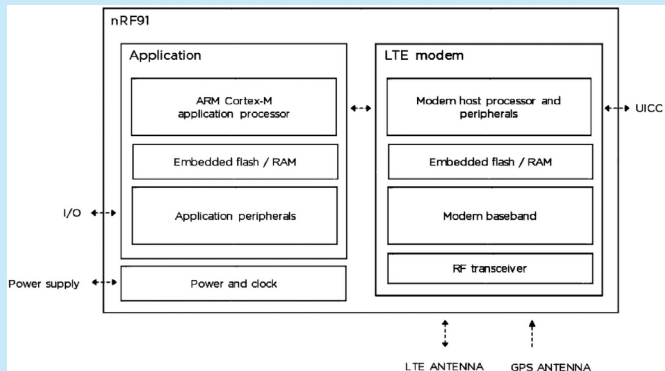 nRF91
Application
ARM Cortex-M
application processor
Embedded flash / RAM
Application peripherals
Power and clock
LTE modem
Modem host processor and
peripherals
Embedded flash / RAM
Modem baseband
RF transceiver
UICC
I/O
Power supply
LTE ANTENNA
GPS ANTENNA